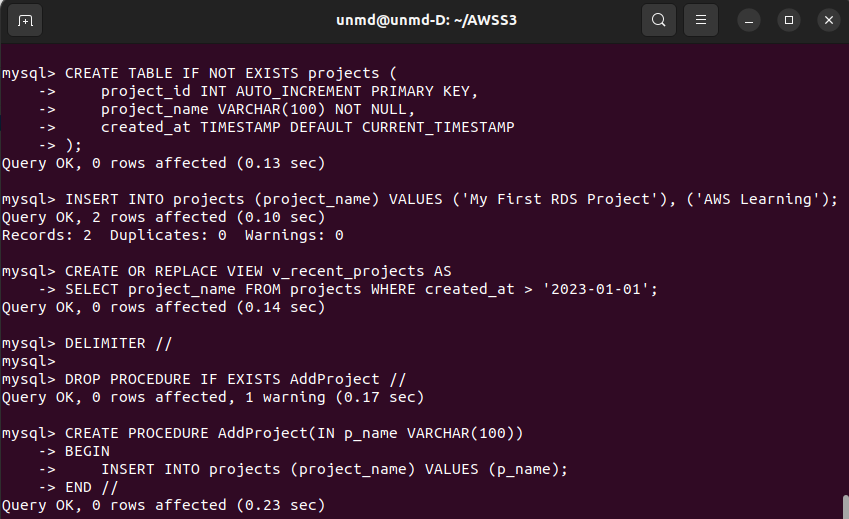 unmd@unmd-D: ~/AWSS3
mysql> CREATE TABLE IF NOT EXISTS projects (
    ->     project_id INT AUTO_INCREMENT PRIMARY KEY,
    ->     project_name VARCHAR(100) NOT NULL,
    ->     created_at TIMESTAMP DEFAULT CURRENT_TIMESTAMP
    -> );
Query OK, 0 rows affected (0.13 sec)
mysql> INSERT INTO projects (project_name) VALUES ('My First RDS Project'), ('AWS Learning');
Query OK, 2 rows affected (0.10 sec)
Records: 2  Duplicates: 0  Warnings: 0
mysql> CREATE OR REPLACE VIEW v_recent_projects AS
    -> SELECT project_name FROM projects WHERE created_at > '2023-01-01';
Query OK, 0 rows affected (0.14 sec)
mysql> DELIMITER //
mysql>
mysql> DROP PROCEDURE IF EXISTS AddProject //
Query OK, 0 rows affected, 1 warning (0.17 sec)
mysql> CREATE PROCEDURE AddProject(IN p_name VARCHAR(100))
    -> BEGIN
    ->     INSERT INTO projects (project_name) VALUES (p_name);
    -> END //
Query OK, 0 rows affected (0.23 sec)